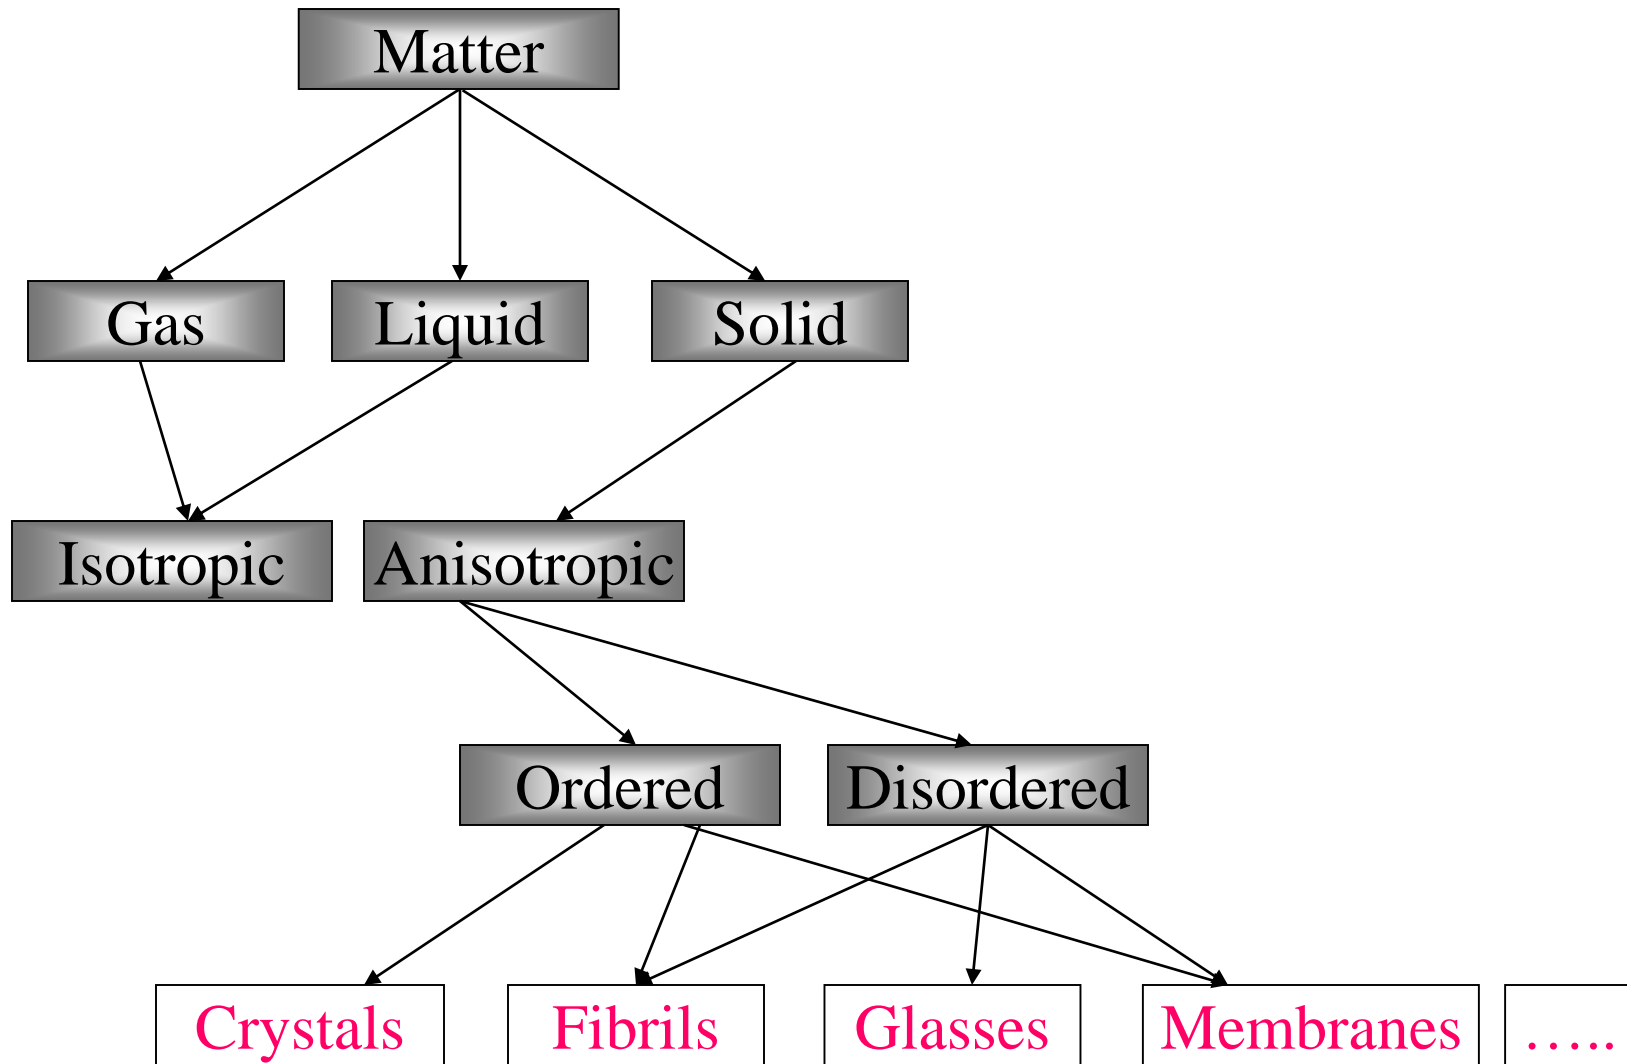 Matter
Gas
Liquid
Solid
Isotropic
Anisotropic
Ordered
Disordered
Crystals
Fibrils
Glasses
Membranes
…..